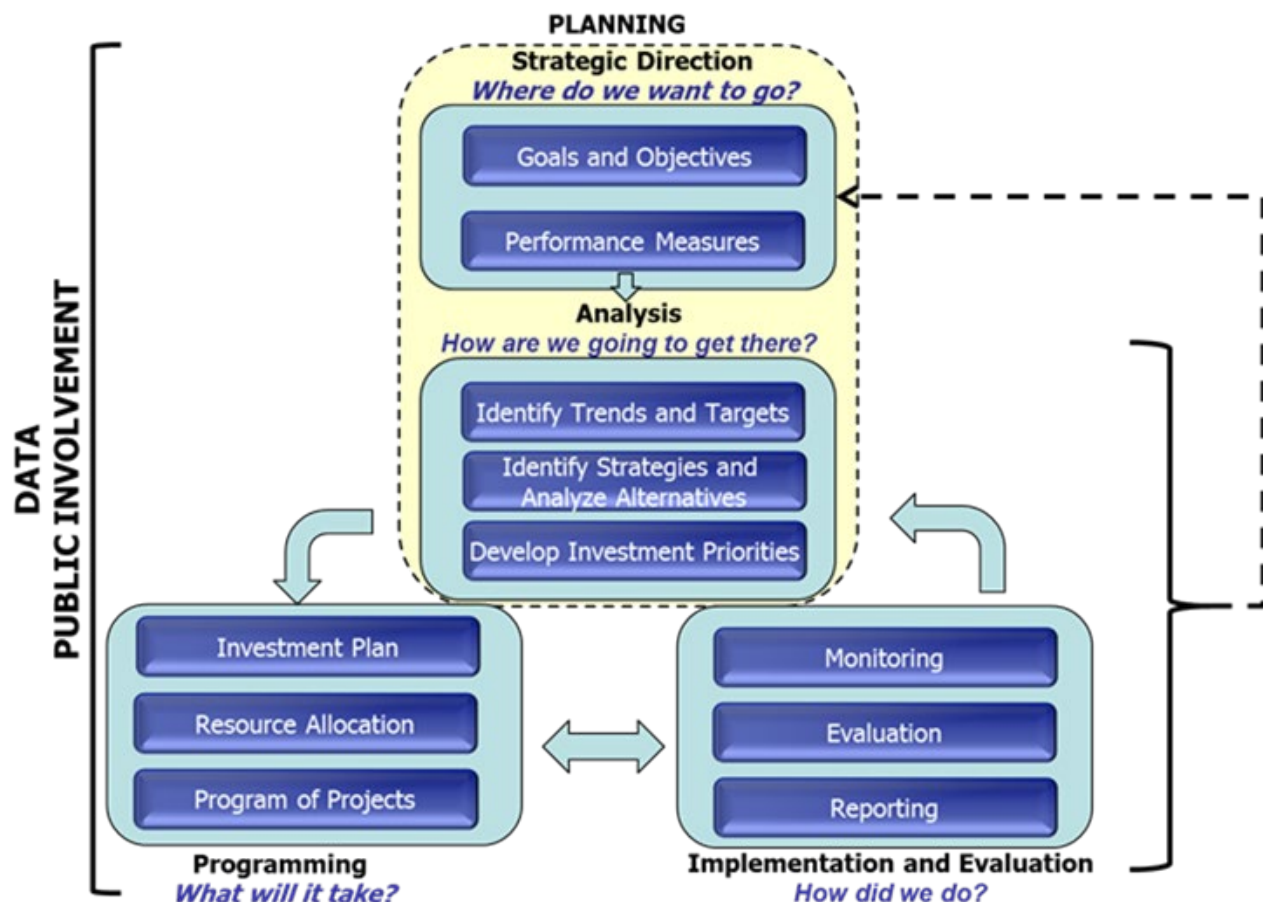 PLANNING
Strategic Direction
Where do we want to go?
Goals and Objectives
Performance Measures
Analysis
How are we going to get there?
Identify Trends and Targets
Identify Strategies and
Analyze Alternatives
Develop Investment Priorities
DATA
PUBLIC INVOLVEMENT
Investment Plan
Resource Allocation
Program of Projects
Programming
What will it take?
Monitoring
Evaluation
Reporting
Implementation and Evaluation
How did we do?